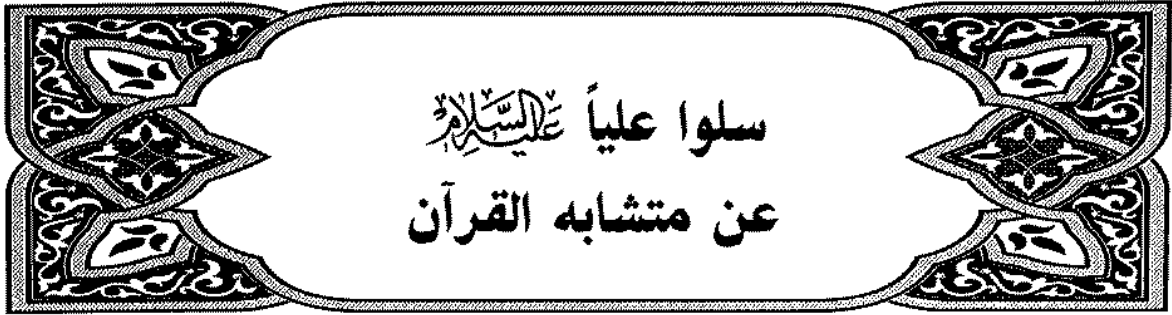 سلوا علياً عَلَيْهِ السَّلَامُ
عن متشابه القرآن